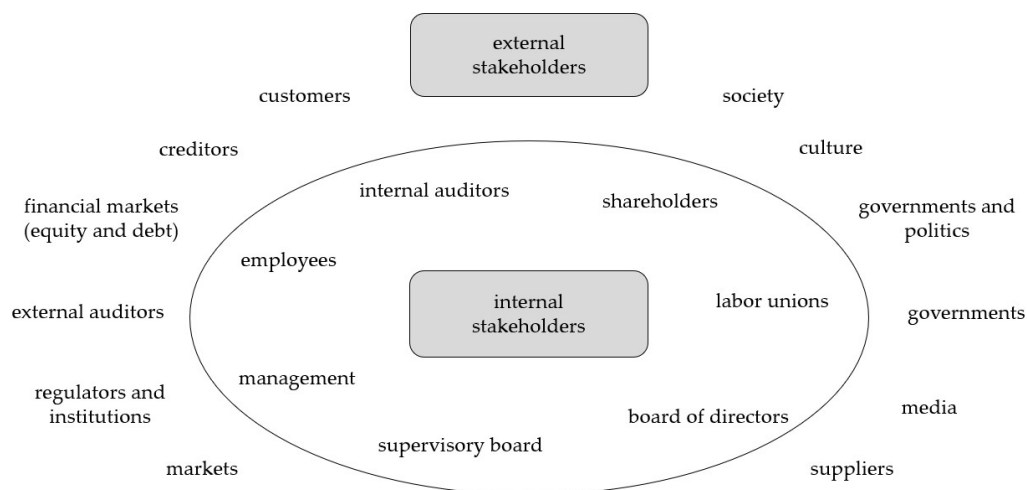 external
stakeholders
customers
society
creditors
culture
internal auditors
shareholders
financial markets
(equity and debt)
governments and
politics
employees
internal
stakeholders
labor unions
external auditors
governments
management
regulators and
institutions
board of directors
media
supervisory board
markets
suppliers